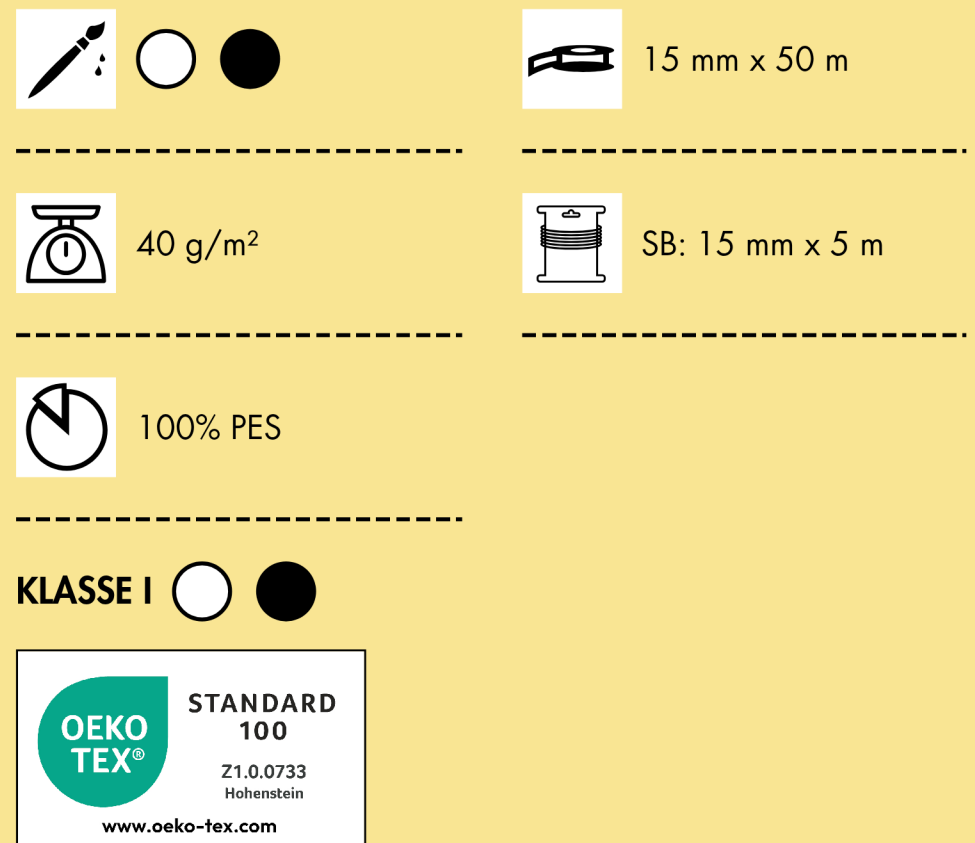 15 mm x 50 m
40 g/m²
SB: 15 mm x 5 m
100% PES
KLASSE I
OEKO
TEX®
STANDARD
100
Z1.0.0733
Hohenstein
www.oeko-tex.com